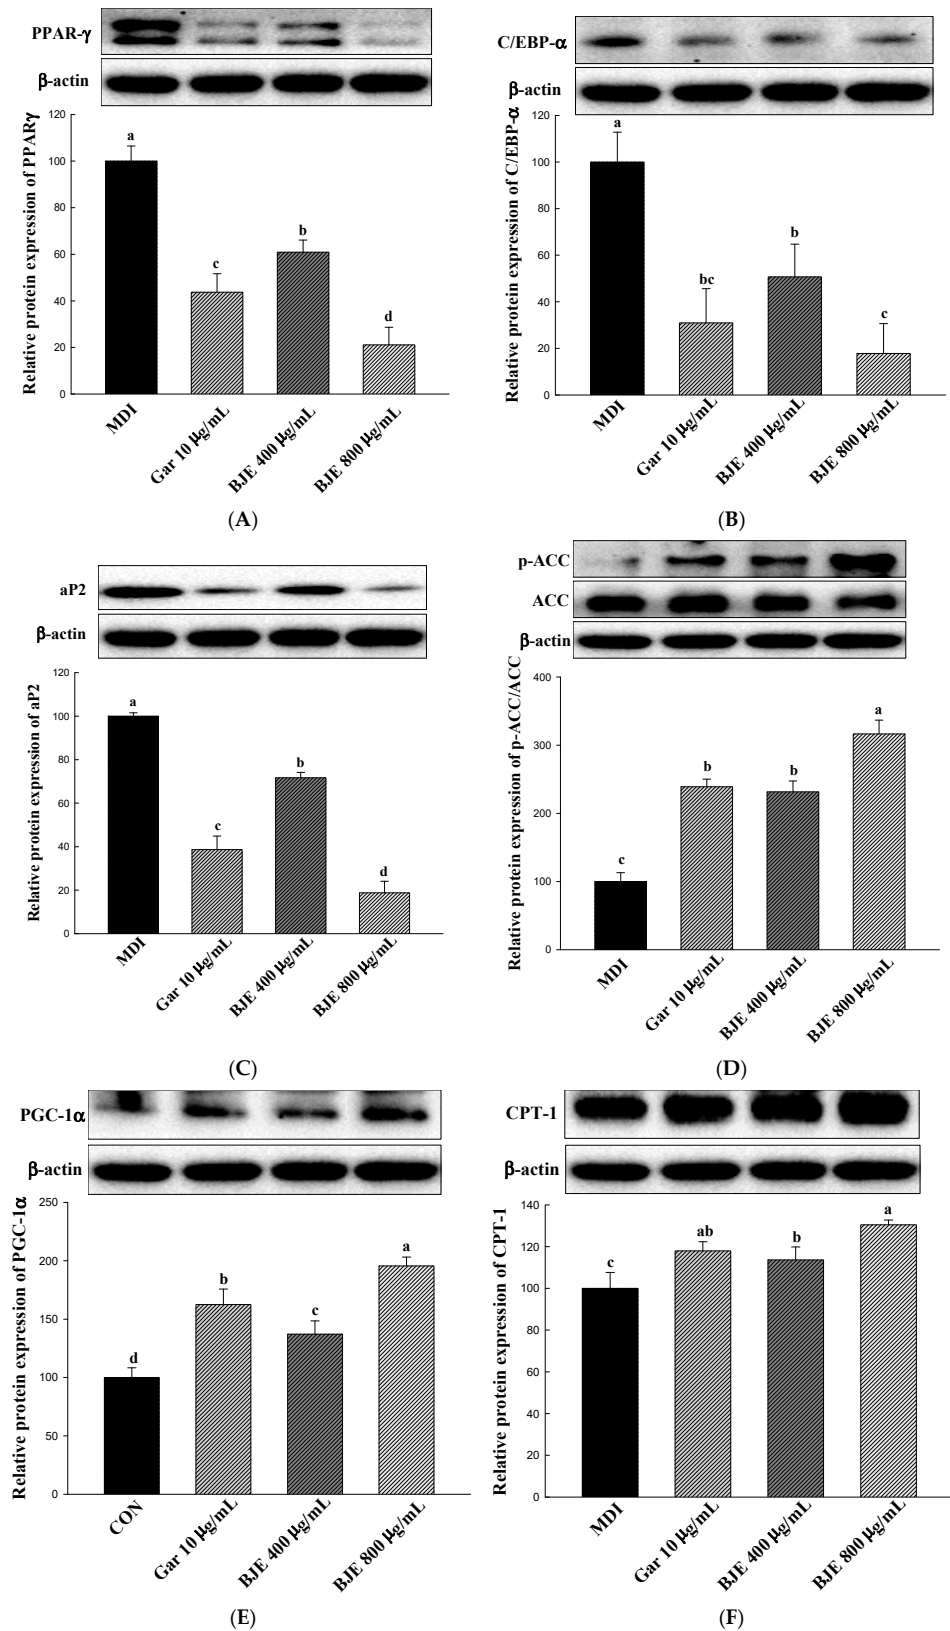 PPAR-γ
β-actin
Relative protein expression of PPARγ
120
100
80
60
40
20
0
a
c
b
d
MDI
Gar 10 μg/mL
BJE 400 μg/mL
BJE 800 μg/mL
(A)
C/EBP-α
β-actin
Relative protein expression of C/EBP-α
120
100
80
60
40
20
0
a
bc
b
c
MDI
Gar 10 μg/mL
BJE 400 μg/mL
BJE 800 μg/mL
(B)
aP2
β-actin
Relative protein expression of aP2
120
100
80
60
40
20
0
a
c
b
d
MDI
Gar 10 μg/mL
BJE 400 μg/mL
BJE 800 μg/mL
(C)
p-ACC
ACC
β-actin
Relative protein expression of p-ACC/ACC
400
300
200
100
0
c
b
b
a
MDI
Gar 10 μg/mL
BJE 400 μg/mL
BJE 800 μg/mL
(D)
PGC-1α
β-actin
Relative protein expression of PGC-1α
250
200
150
100
50
0
d
b
c
a
CON
Gar 10 μg/mL
BJE 400 μg/mL
BJE 800 μg/mL
(E)
CPT-1
β-actin
Relative protein expression of CPT-1
140
120
100
80
60
40
20
0
c
ab
b
a
MDI
Gar 10 μg/mL
BJE 400 μg/mL
BJE 800 μg/mL
(F)